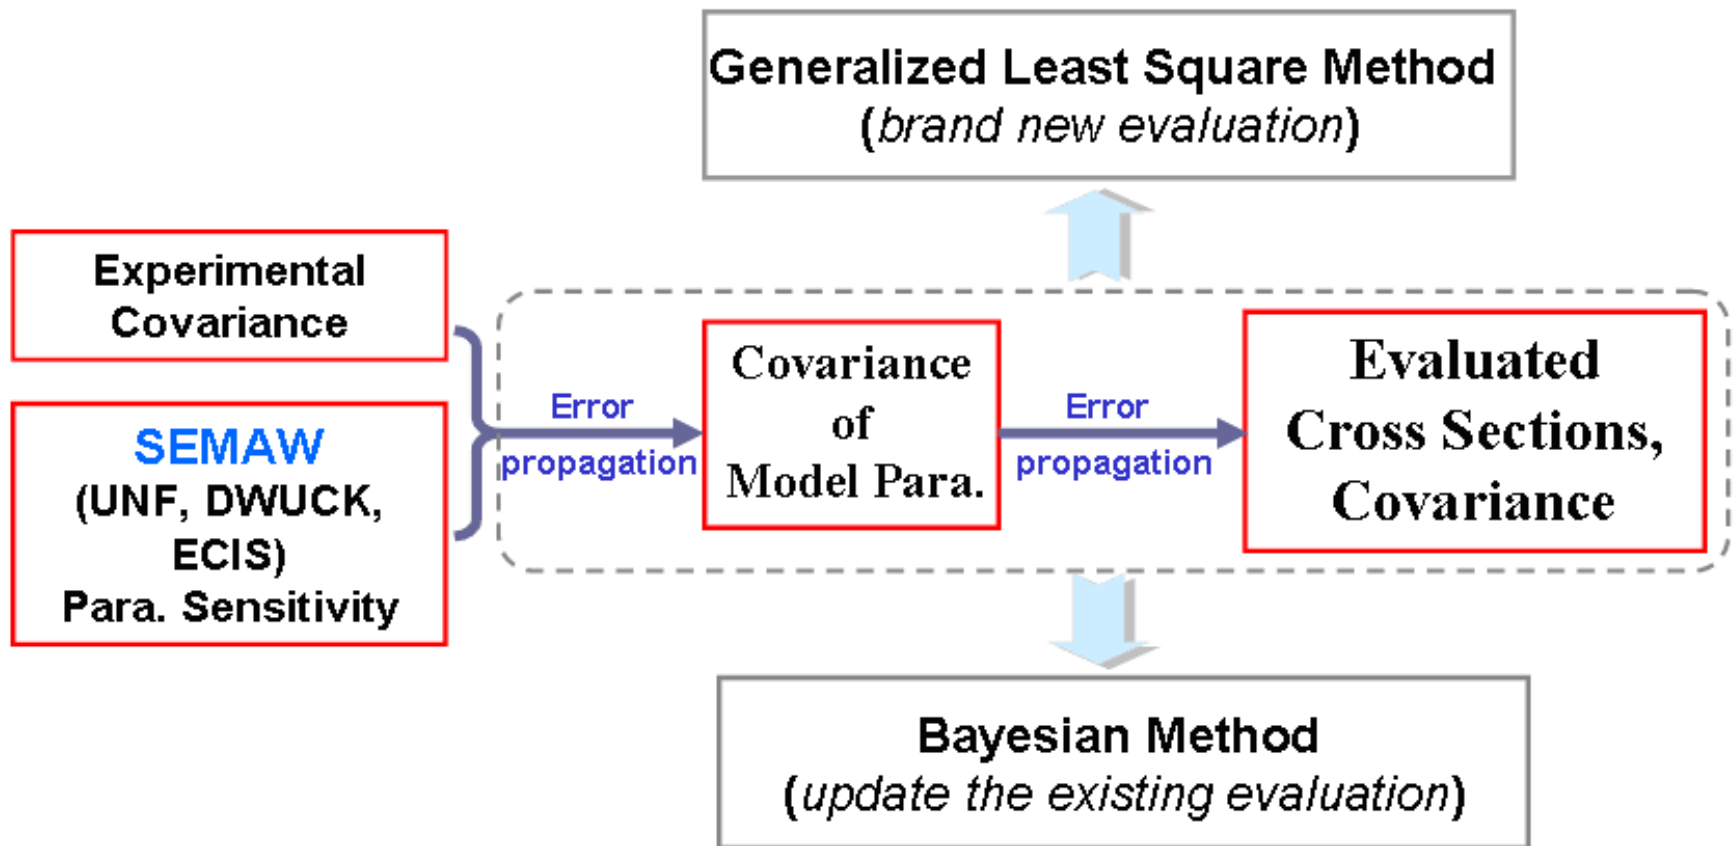 Generalized Least Square Method
(brand new evaluation)
Experimental
Covariance
SEMAW
(UNF, DWUCK,
ECIS)
Para. Sensitivity
Error
propagation
Covariance
of
Model Para.
Error
propagation
Evaluated
Cross Sections,
Covariance
Bayesian Method
(update the existing evaluation)